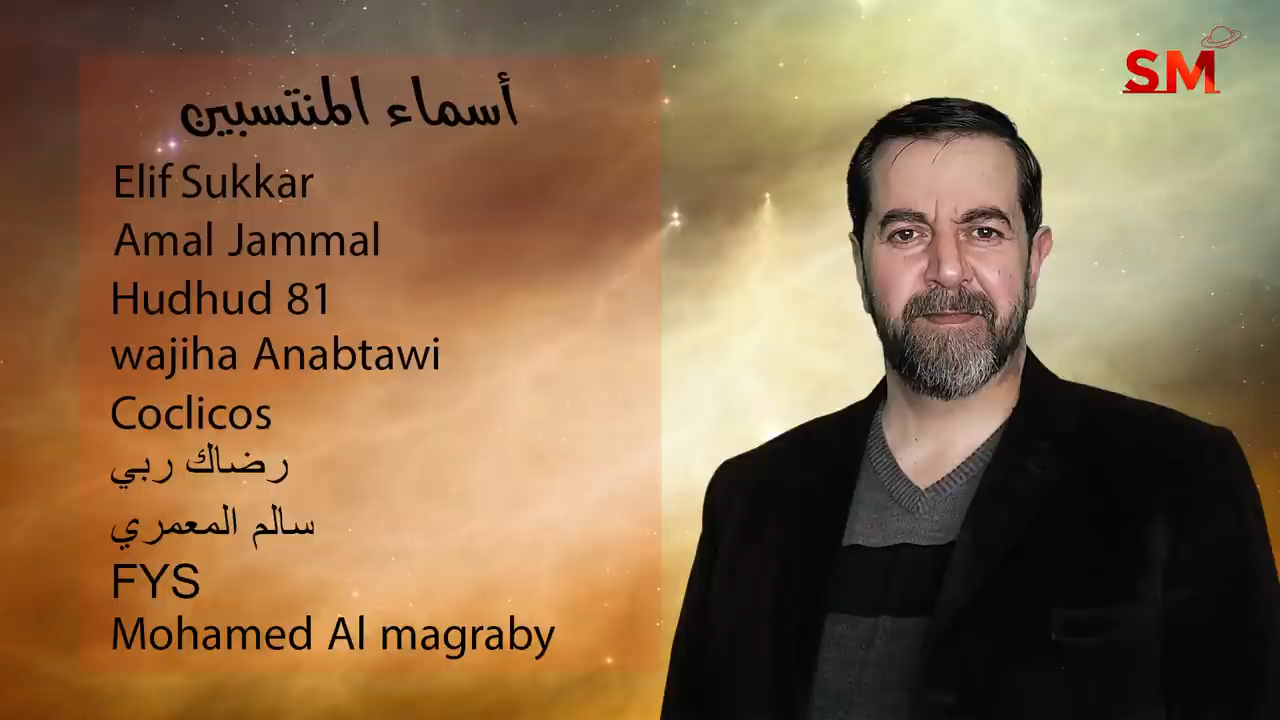 SM
أسماء المنتسبين
Elif Sukkar
Amal Jammal
Hudhud 81
wajiha Anabtawi
Coclicos
رضاك ربي
سالم المعمري
FYS
Mohamed Al magraby